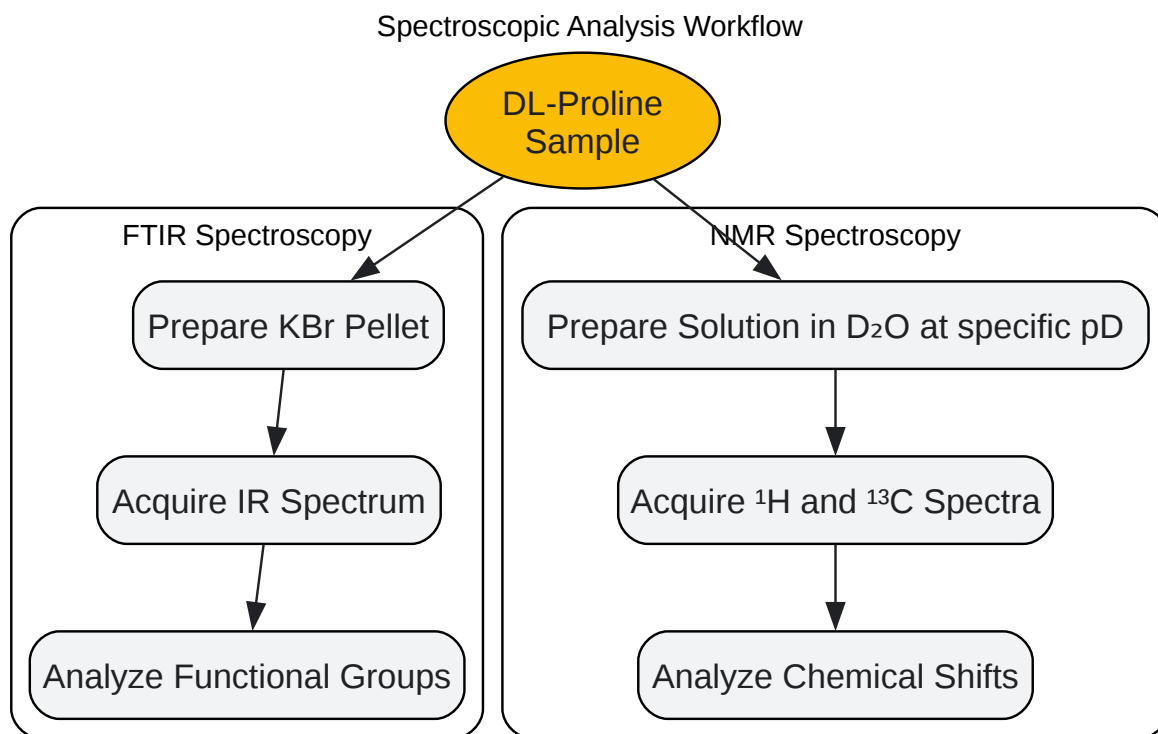 Spectroscopic Analysis Workflow
DL-Proline
Sample
FTIR Spectroscopy
Prepare KBr Pellet
Acquire IR Spectrum
Analyze Functional Groups
NMR Spectroscopy
Prepare Solution in D₂O at specific pD
Acquire ¹H and ¹³C Spectra
Analyze Chemical Shifts